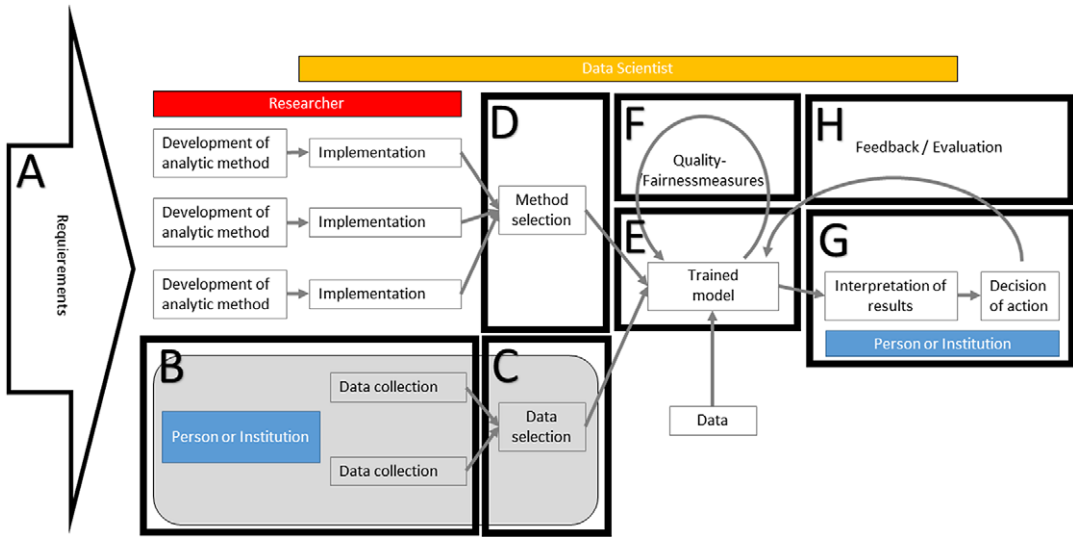 A
Requierements
Data Scientist
Researcher
Development of
analytic method
Implementation
Development of
analytic method
Implementation
Development of
analytic method
Implementation
D
Method
selection
F
Quality-
/Fairnessmeasures
H
Feedback / Evaluation
E
Trained
model
G
Interpretation of
results
Decision
of action
Person or Institution
B
Person or Institution
Data collection
Data collection
C
Data
selection
Data